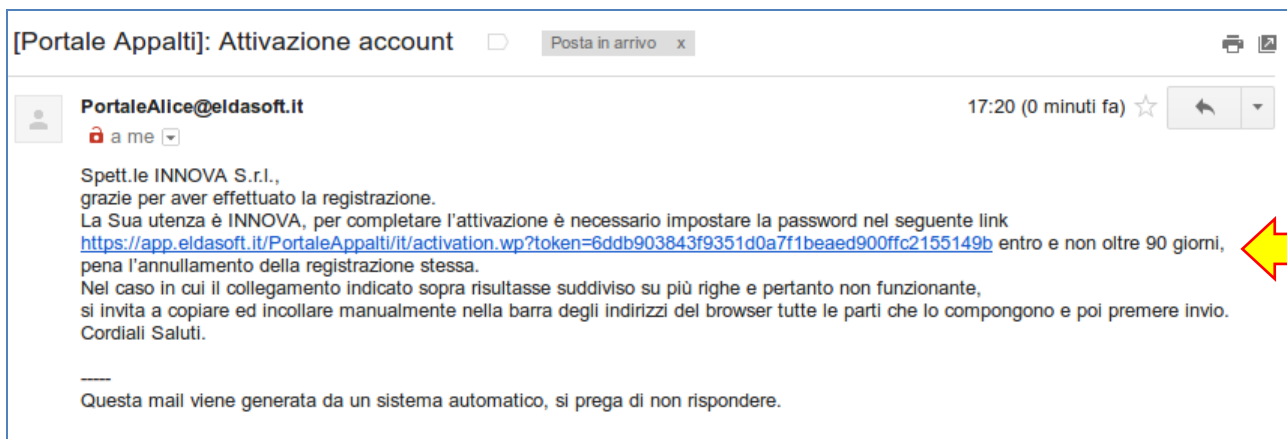 [Portale Appalti]: Attivazione account Posta in arrivo x
PortaleAlice@eldasoft.it 17:20 (0 minuti fa)
a me
Spett.le INNOVA S.r.l.,
grazie per aver effettuato la registrazione.
La Sua utenza è INNOVA, per completare l'attivazione è necessario impostare la password nel seguente link
https://app.eldasoft.it/PortaleAppalti/it/activation.wp?token=6ddb903843f9351d0a7f1beaed900ffc2155149b entro e non oltre 90 giorni,
pena l'annullamento della registrazione stessa.
Nel caso in cui il collegamento indicato sopra risultasse suddiviso su più righe e pertanto non funzionante,
si invita a copiare ed incollare manualmente nella barra degli indirizzi del browser tutte le parti che lo compongono e poi premere invio.
Cordiali Saluti.
-----
Questa mail viene generata da un sistema automatico, si prega di non rispondere.